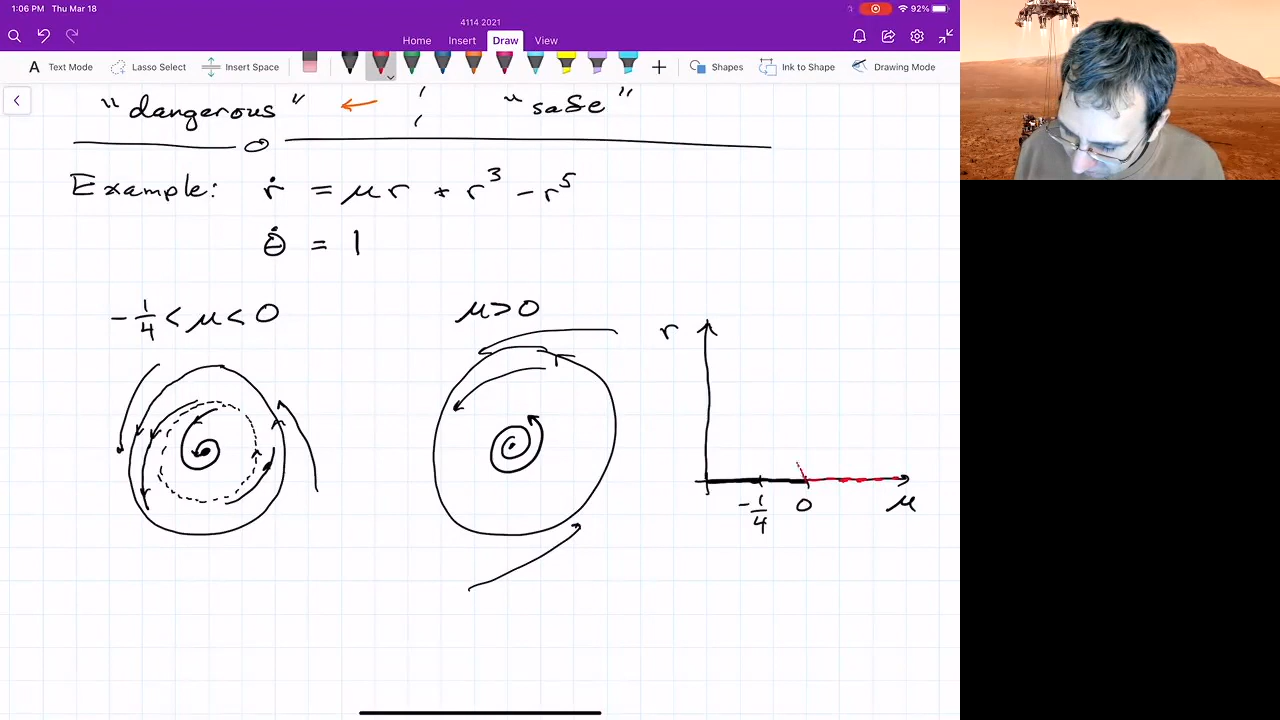 1:06 PM Thu Mar 18
92%
4114 2021
Home Insert Draw View
Text Mode Lasso Select Insert Space Shapes Ink to Shape Drawing Mode
"dangerous" ← "safe"
Example: ṙ = μr + r³ - r⁵
θ̇ = 1
-1/4 < μ < 0
μ > 0
r
-1/4 0 μ